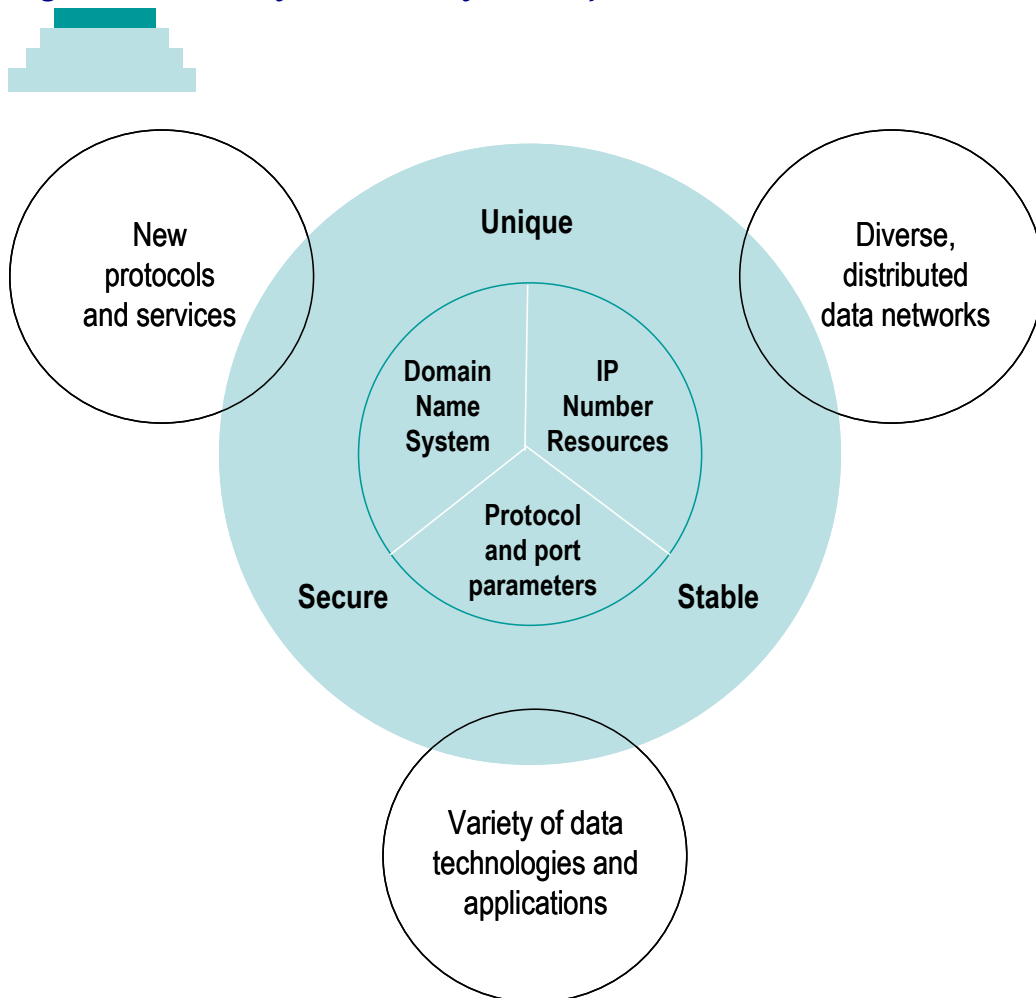 New
protocols
and services
Unique
Diverse,
distributed
data networks
Domain
Name
System
IP
Number
Resources
Protocol
and port
parameters
Secure
Stable
Variety of data
technologies and
applications